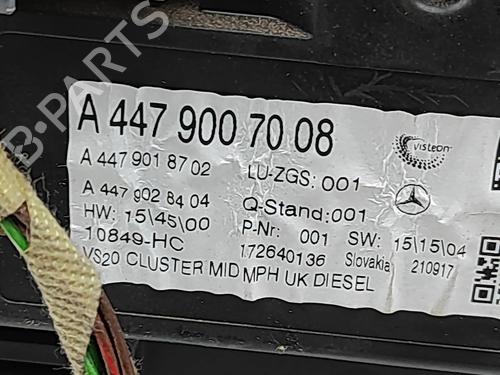 B-PARTS
A 447 900 70 08
visteon
A 447 901 87 02
LU-ZGS: 001
A 447 902 84 04
Q-Stand: 001
HW: 15\45\00
P-Nr: 001 SW: 15\15\04
10849-HC
172640136 Slovakia 210917
VS20 CLUSTER MID MPH UK DIESEL